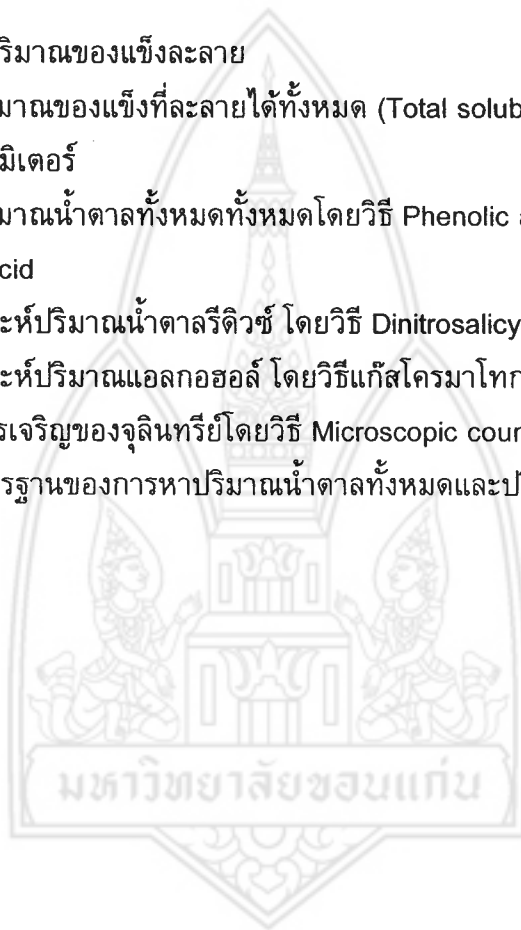 ริมาณของแข็งละลาย
มาณของแข็งที่ละลายได้ทั้งหมด (Total solub
มิเตอร์
มาณน้ำตาลทั้งหมดทั้งหมดโดยวิธี Phenolic
cid
ะห์ปริมาณน้ำตาลรีดิวซ์ โดยวิธี Dinitrosalicy
ะห์ปริมาณแอลกอฮอล์ โดยวิธีแก๊สโครมาโทก
รเจริญของจุลินทรีย์โดยวิธี Microscopic coun
รฐานของการหาปริมาณน้ำตาลทั้งหมดและป
มหาวิทยาลัยขอนแก่น